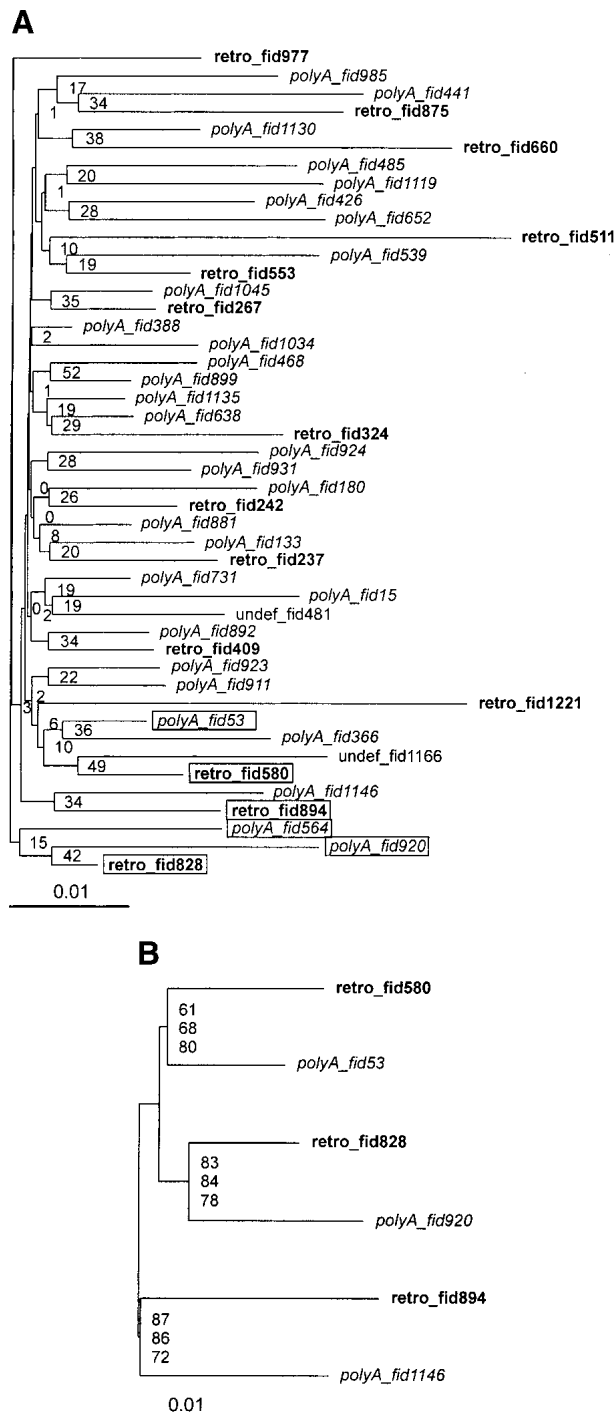 A
retro_fid977
polyA_fid985
17
polyA_fid441
34
retro_fid875
1
polyA_fid1130
38
retro_fid660
polyA_fid485
20
polyA_fid1119
1
polyA_fid426
28
polyA_fid652
retro_fid511
10
polyA_fid539
19
retro_fid553
polyA_fid1045
35
retro_fid267
polyA_fid388
2
polyA_fid1034
polyA_fid468
52
polyA_fid899
1
polyA_fid1135
19
polyA_fid638
29
retro_fid324
polyA_fid924
28
polyA_fid931
0
polyA_fid180
26
retro_fid242
0
polyA_fid881
8
polyA_fid133
20
retro_fid237
polyA_fid731
19
polyA_fid15
0
2
19
undef_fid481
polyA_fid892
34
retro_fid409
polyA_fid923
22
polyA_fid911
3
2
retro_fid1221
6
polyA_fid53
36
polyA_fid366
10
undef_fid1166
49
retro_fid580
polyA_fid1146
34
retro_fid894
polyA_fid564
15
polyA_fid920
42
retro_fid828
0.01
B
retro_fid580
61
68
80
polyA_fid53
retro_fid828
83
84
78
polyA_fid920
retro_fid894
87
86
72
polyA_fid1146
0.01